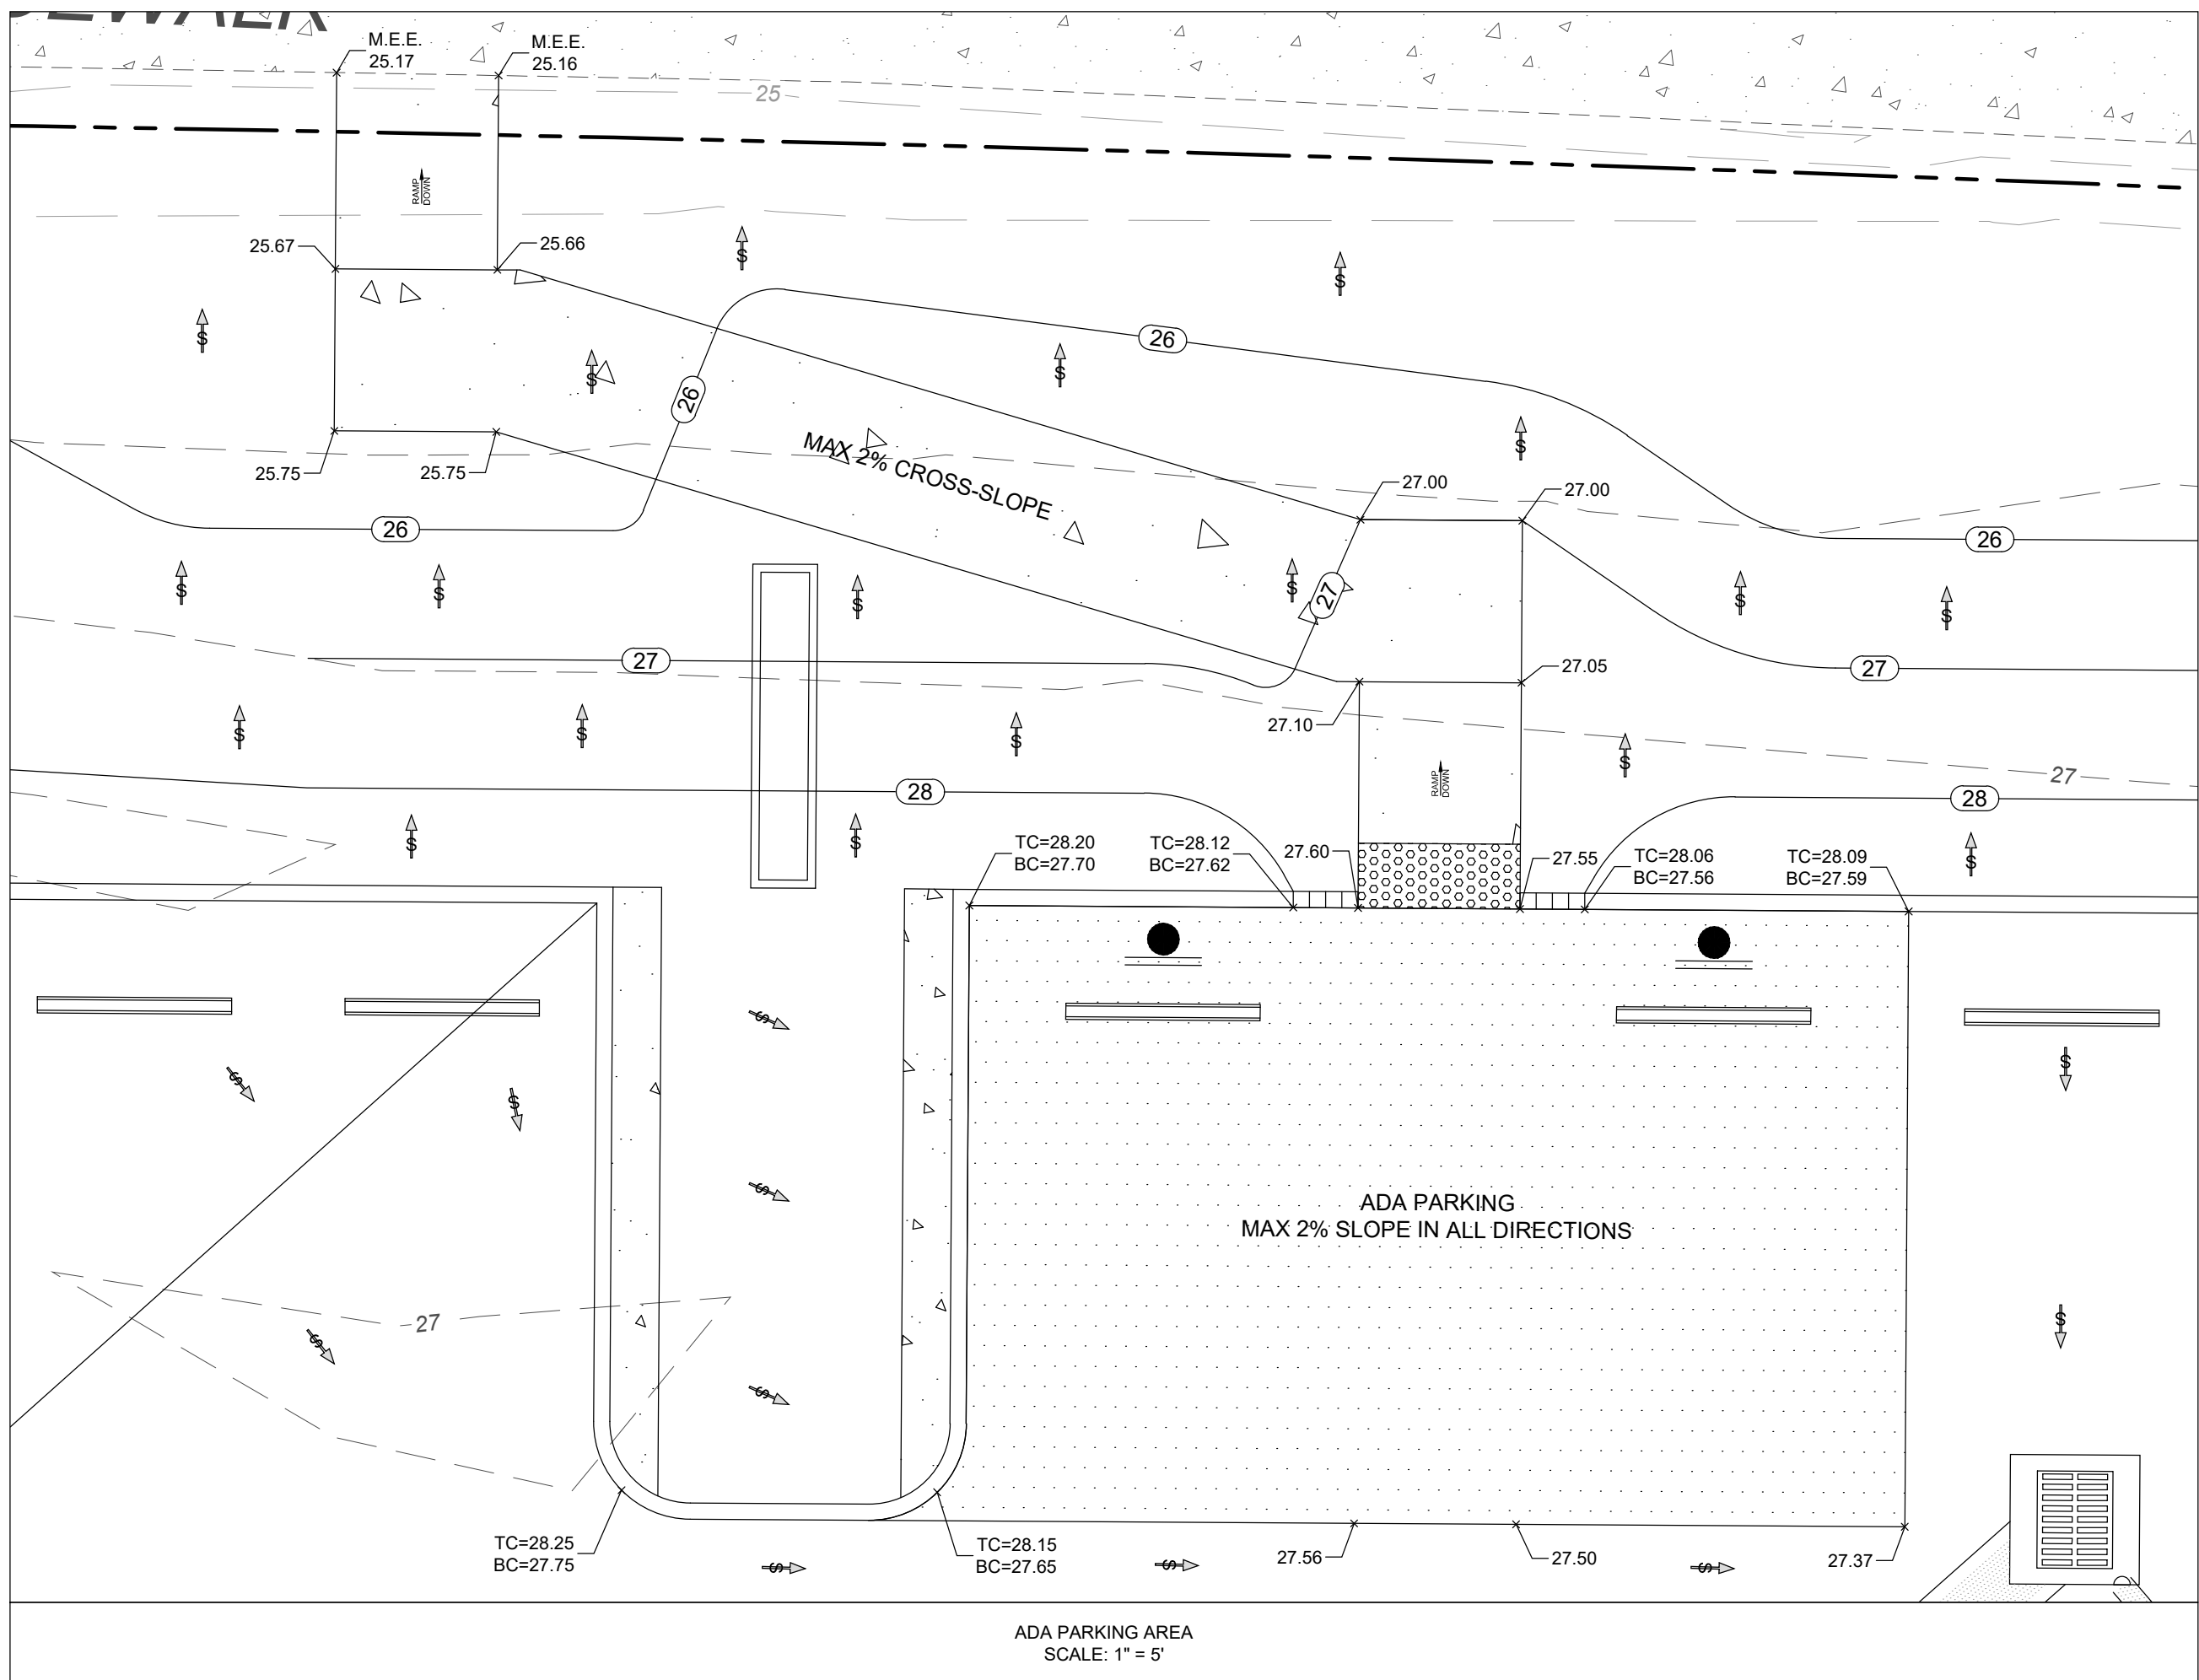 M.E.E.
25.17
M.E.E.
25.16
25
RAMP
DOWN
25.67
25.66
S
S
S
26
S
S
S
26
MAX 2% CROSS-SLOPE
25.75
25.75
27.00
27.00
26
26
S
S
S
S
27
S
S
27
27
27.05
27.10
S
S
S
S
RAMP
DOWN
27
28
28
S
S
TC=28.20
BC=27.70
TC=28.12
BC=27.62
27.60
27.55
TC=28.06
BC=27.56
TC=28.09
BC=27.59
S
S
S
S
S
S
ADA PARKING
MAX 2% SLOPE IN ALL DIRECTIONS
27
S
S
S
TC=28.25
BC=27.75
TC=28.15
BC=27.65
27.56
27.50
27.37
S
S
S
ADA PARKING AREA
SCALE: 1" = 5'